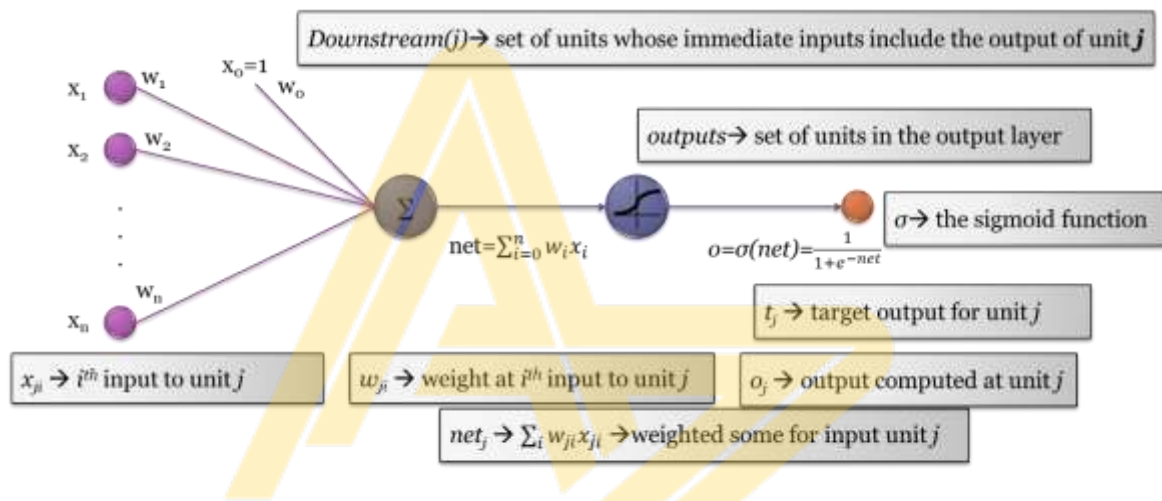 Downstream(j)→ set of units whose immediate inputs include the output of unit j
x₀=1
w₀
x₁
w₁
x₂
w₂
outputs→ set of units in the output layer
.
.
.
.
Σ
σ→ the sigmoid function
net=∑ⁿᵢ₌₀ wᵢxᵢ
o=σ(net)=1/(1+e^−net)
wₙ
xₙ
tⱼ → target output for unit j
xⱼᵢ → iᵗʰ input to unit j
wⱼᵢ → weight at iᵗʰ input to unit j
oⱼ → output computed at unit j
netⱼ → ∑ᵢ wⱼᵢxⱼᵢ →weighted some for input unit j